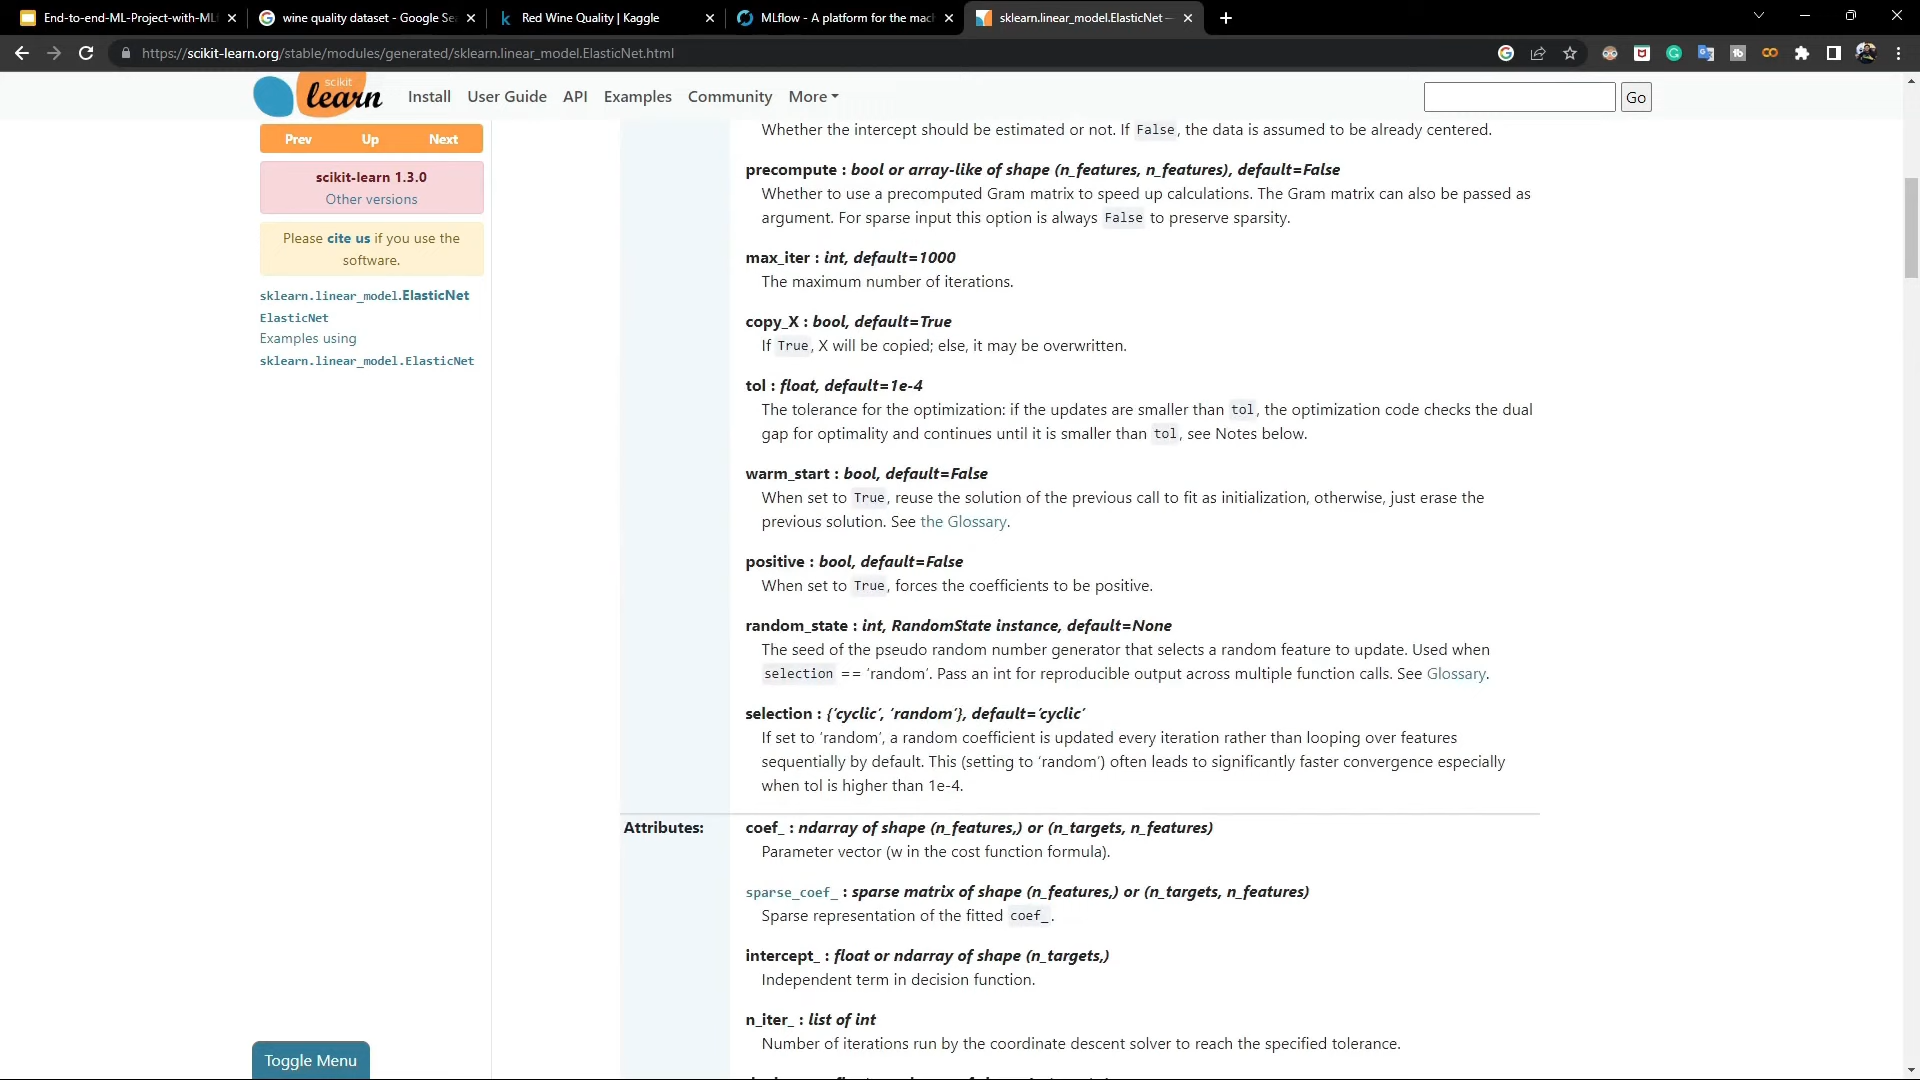 End-to-end-ML-Project-with-MLf
wine quality dataset - Google Sea
Red Wine Quality | Kaggle
MLflow - A platform for the mach
sklearn.linear_model.ElasticNet —
https://scikit-learn.org/stable/modules/generated/sklearn.linear_model.ElasticNet.html
scikit
learn
Install User Guide API Examples Community More
Go
Prev Up Next
scikit-learn 1.3.0
Other versions
Please cite us if you use the
software.
sklearn.linear_model.ElasticNet
ElasticNet
Examples using
sklearn.linear_model.ElasticNet
Whether the intercept should be estimated or not. If False, the data is assumed to be already centered.
precompute : bool or array-like of shape (n_features, n_features), default=False
Whether to use a precomputed Gram matrix to speed up calculations. The Gram matrix can also be passed as
argument. For sparse input this option is always False to preserve sparsity.
max_iter : int, default=1000
The maximum number of iterations.
copy_X : bool, default=True
If True, X will be copied; else, it may be overwritten.
tol : float, default=1e-4
The tolerance for the optimization: if the updates are smaller than tol, the optimization code checks the dual
gap for optimality and continues until it is smaller than tol, see Notes below.
warm_start : bool, default=False
When set to True, reuse the solution of the previous call to fit as initialization, otherwise, just erase the
previous solution. See the Glossary.
positive : bool, default=False
When set to True, forces the coefficients to be positive.
random_state : int, RandomState instance, default=None
The seed of the pseudo random number generator that selects a random feature to update. Used when
selection == ‘random’. Pass an int for reproducible output across multiple function calls. See Glossary.
selection : {‘cyclic’, ‘random’}, default=’cyclic’
If set to ‘random’, a random coefficient is updated every iteration rather than looping over features
sequentially by default. This (setting to ‘random’) often leads to significantly faster convergence especially
when tol is higher than 1e-4.
Attributes:
coef_ : ndarray of shape (n_features,) or (n_targets, n_features)
Parameter vector (w in the cost function formula).
sparse_coef_ : sparse matrix of shape (n_features,) or (n_targets, n_features)
Sparse representation of the fitted coef_.
intercept_ : float or ndarray of shape (n_targets,)
Independent term in decision function.
n_iter_ : list of int
Number of iterations run by the coordinate descent solver to reach the specified tolerance.
Toggle Menu